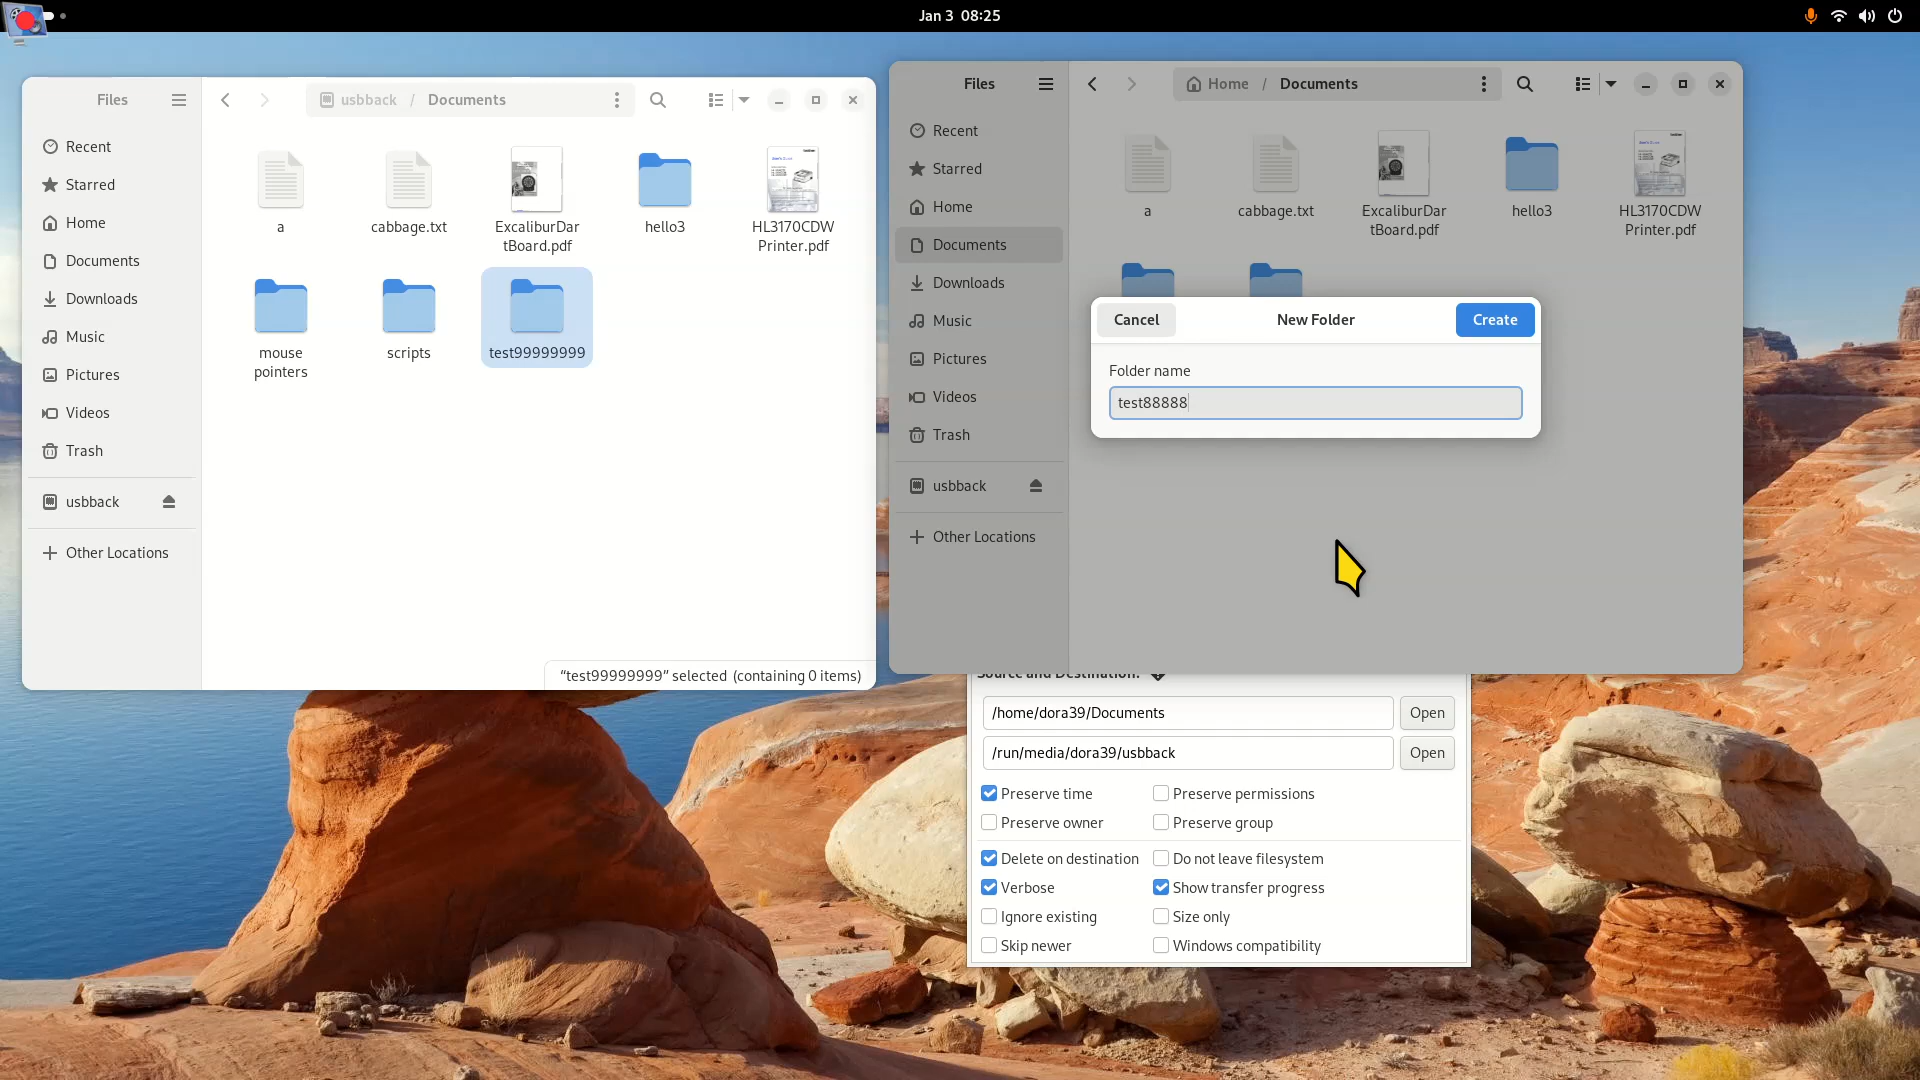 Jan 3 08:25
Files
usbback / Documents
Recent
Starred
Home
Documents
Downloads
Music
Pictures
Videos
Trash
usbback
Other Locations
a
cabbage.txt
ExcaliburDar
tBoard.pdf
hello3
HL3170CDW
Printer.pdf
mouse
pointers
scripts
test99999999
“test99999999” selected (containing 0 items)
Files
Home / Documents
Recent
Starred
Home
Documents
Downloads
Music
Pictures
Videos
Trash
usbback
Other Locations
a
cabbage.txt
ExcaliburDar
tBoard.pdf
hello3
HL3170CDW
Printer.pdf
Cancel
New Folder
Create
Folder name
test88888
Source and Destination:
/home/dora39/Documents
Open
/run/media/dora39/usbback
Open
Preserve time
Preserve permissions
Preserve owner
Preserve group
Delete on destination
Do not leave filesystem
Verbose
Show transfer progress
Ignore existing
Size only
Skip newer
Windows compatibility